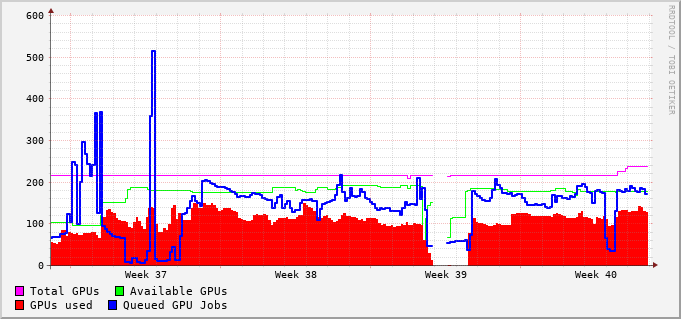 600
500
400
300
200
100
0
Week 37 Week 38 Week 39 Week 40
Total GPUs Available GPUs
GPUs used Queued GPU Jobs
RRDTOOL / TOBI OETIKER